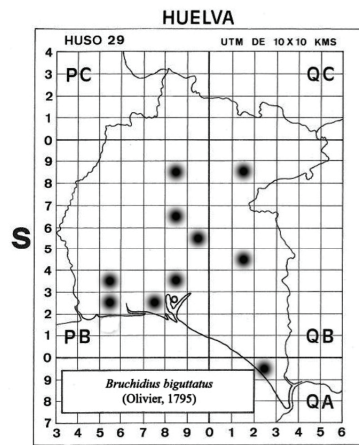 HUELVA
HUSO 29 UTM DE 10 X 10 KMS
4
PC QC
3
2
1
0
9
8
7
6
S
5
4
3
2
PB QB
1
0
9
Bruchidius biguttatus
8
(Olivier, 1795)
QA
7
3 4 5 6 7 8 9 0 1 2 3 4 5 6